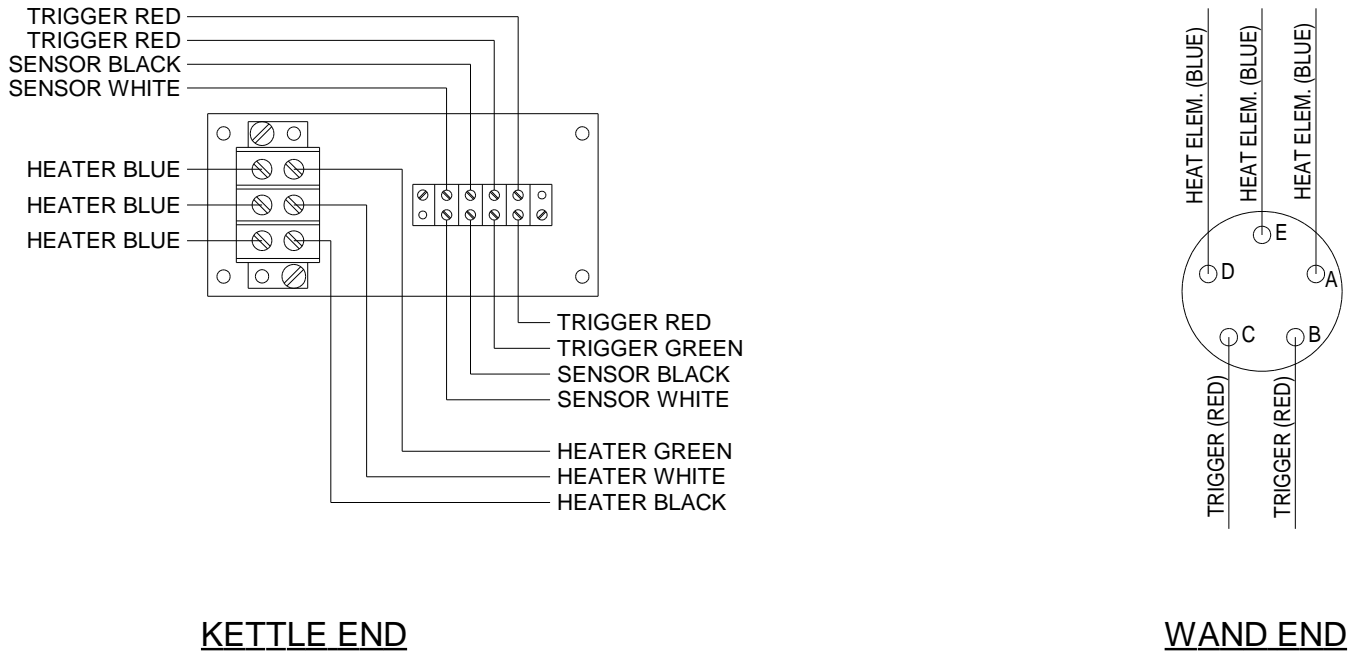 TRIGGER RED
TRIGGER RED
SENSOR BLACK
SENSOR WHITE
HEATER BLUE
HEATER BLUE
HEATER BLUE
TRIGGER RED
TRIGGER GREEN
SENSOR BLACK
SENSOR WHITE
HEATER GREEN
HEATER WHITE
HEATER BLACK
KETTLE END
HEAT ELEM. (BLUE)
HEAT ELEM. (BLUE)
HEAT ELEM. (BLUE)
E
D
A
C
B
TRIGGER (RED)
TRIGGER (RED)
WAND END